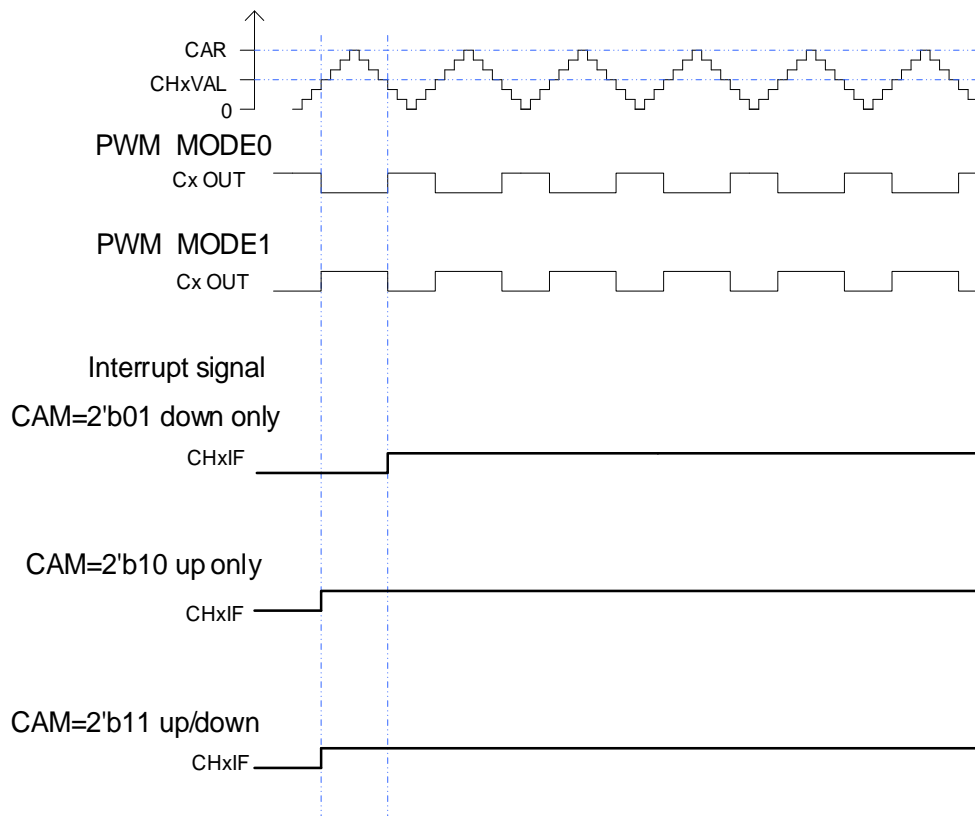 CAR
CHxVAL
0
PWM MODE0
Cx OUT
PWM MODE1
Cx OUT
Interrupt signal
CAM=2'b01 down only
CHxIF
CAM=2'b10 up only
CHxIF
CAM=2'b11 up/down
CHxIF